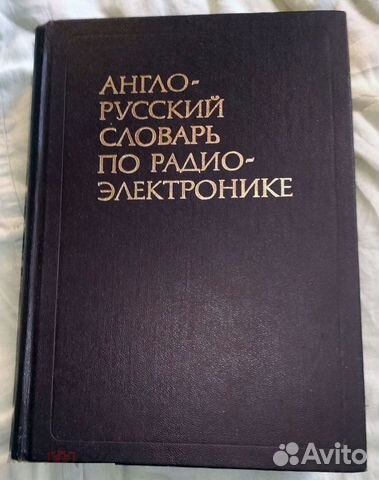 АНГЛО-
РУССКИЙ
СЛОВАРЬ
ПО РАДИО-
ЭЛЕКТРОНИКЕ
Avito